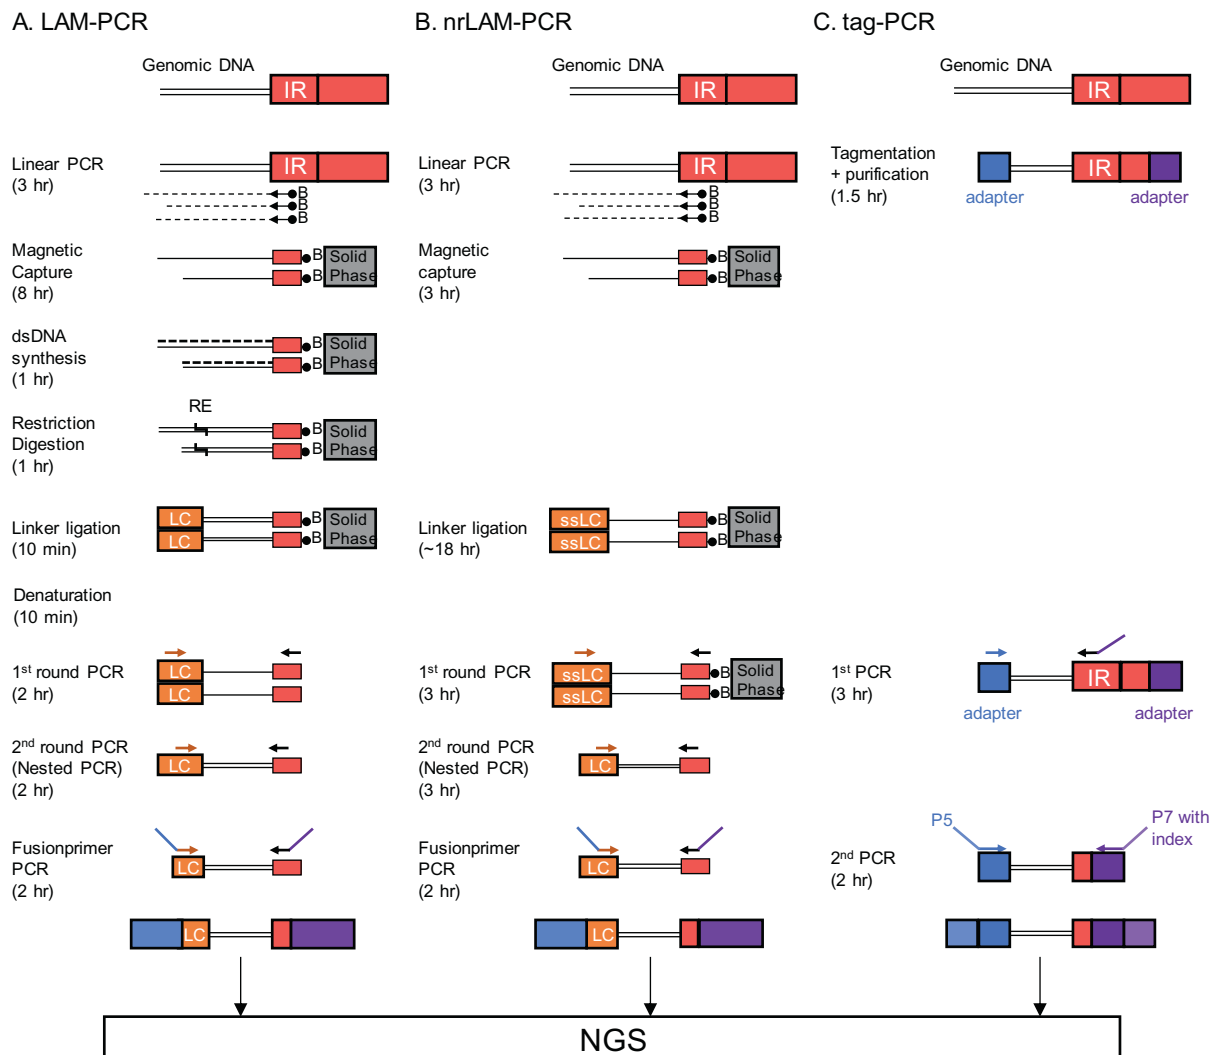 A. LAM-PCR
Genomic DNA
IR
Linear PCR
(3 hr)
IR
B
B
B
Magnetic
Capture
(8 hr)
B
B
Solid
Phase
dsDNA
synthesis
(1 hr)
B
B
Solid
Phase
Restriction
Digestion
(1 hr)
RE
B
B
Solid
Phase
Linker ligation
(10 min)
LC
LC
B
B
Solid
Phase
Denaturation
(10 min)
1st round PCR
(2 hr)
LC
LC
2nd round PCR
(Nested PCR)
(2 hr)
LC
Fusionprimer
PCR
(2 hr)
LC
LC
B. nrLAM-PCR
Genomic DNA
IR
Linear PCR
(3 hr)
IR
B
B
B
Magnetic
capture
(3 hr)
B
B
Solid
Phase
Linker ligation
(~18 hr)
ssLC
ssLC
B
B
Solid
Phase
1st round PCR
(3 hr)
ssLC
ssLC
B
B
Solid
Phase
2nd round PCR
(Nested PCR)
(3 hr)
LC
Fusionprimer
PCR
(2 hr)
LC
LC
C. tag-PCR
Genomic DNA
IR
Tagmentation
+ purification
(1.5 hr)
IR
adapter
adapter
1st PCR
(3 hr)
IR
adapter
adapter
2nd PCR
(2 hr)
P5
P7 with
index
NGS